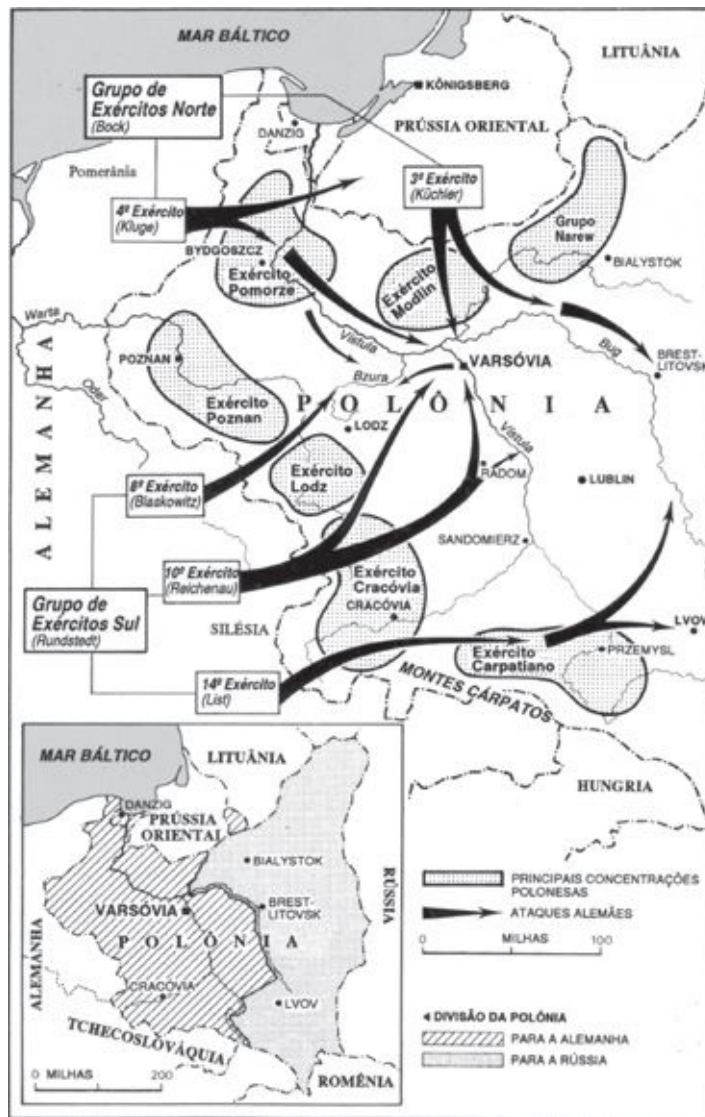 MAR BÁLTICO
LITUÂNIA
Grupo de
Exércitos Norte
(Bock)
KÖNIGSBERG
DANZIG
PRÚSSIA ORIENTAL
Pomerânia
3º Exército
(Küchler)
4º Exército
(Kluge)
Grupo
Narew
BYDGOSZCZ
Exército
Pomorze
Exército
Modlin
BIALYSTOK
Warta
Vístula
Bug
BREST-
LITOVSK
POZNAN
VARSÓVIA
Bzura
Oder
Exército
Poznan
POLÔNIA
LODZ
ALEMANHA
8º Exército
(Blaskowitz)
Exército
Lodz
Vístula
RADOM
LUBLIN
10º Exército
(Reichenau)
SANDOMIERZ
Exército
Cracóvia
CRACÓVIA
Grupo de
Exércitos Sul
(Rundstedt)
SILÉSIA
LVOV
Exército
Carpatiano
PRZEMYSL
14º Exército
(List)
MONTES CÁRPATOS
HUNGRIA
MAR BÁLTICO
LITUÂNIA
DANZIG
PRÚSSIA
ORIENTAL
BIALYSTOK
RÚSSIA
VARSÓVIA
BREST-
LITOVSK
POLÔNIA
ALEMANHA
CRACÓVIA
LVOV
TCHECOSLOVÁQUIA
0 MILHAS 200
ROMÊNIA
PRINCIPAIS CONCENTRAÇÕES
POLONESAS
ATAQUES ALEMÃES
0 MILHAS 100
DIVISÃO DA POLÓNIA
PARA A ALEMANHA
PARA A RÚSSIA